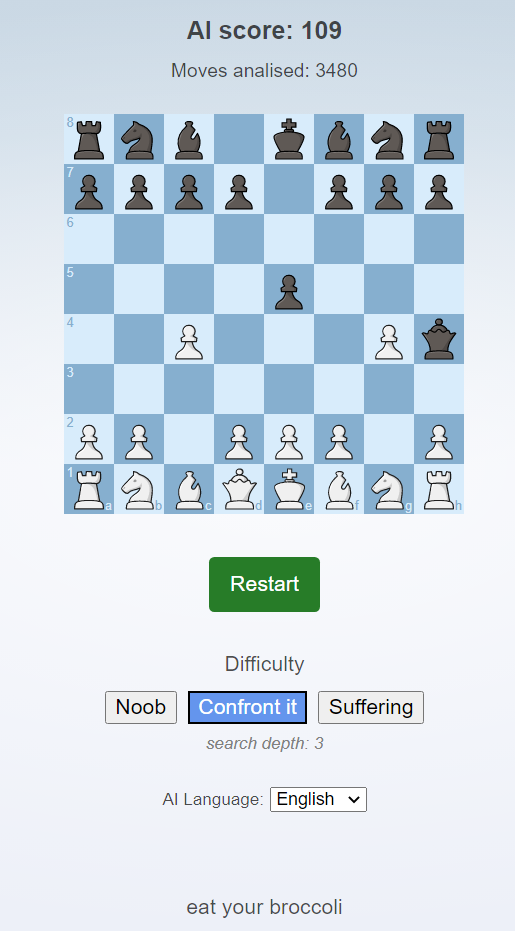 AI score: 109
Moves analised: 3480
8
7
6
5
4
3
2
1
a b c d e f g h
Restart
Difficulty
Noob Confront it Suffering
search depth: 3
AI Language: English
eat your broccoli